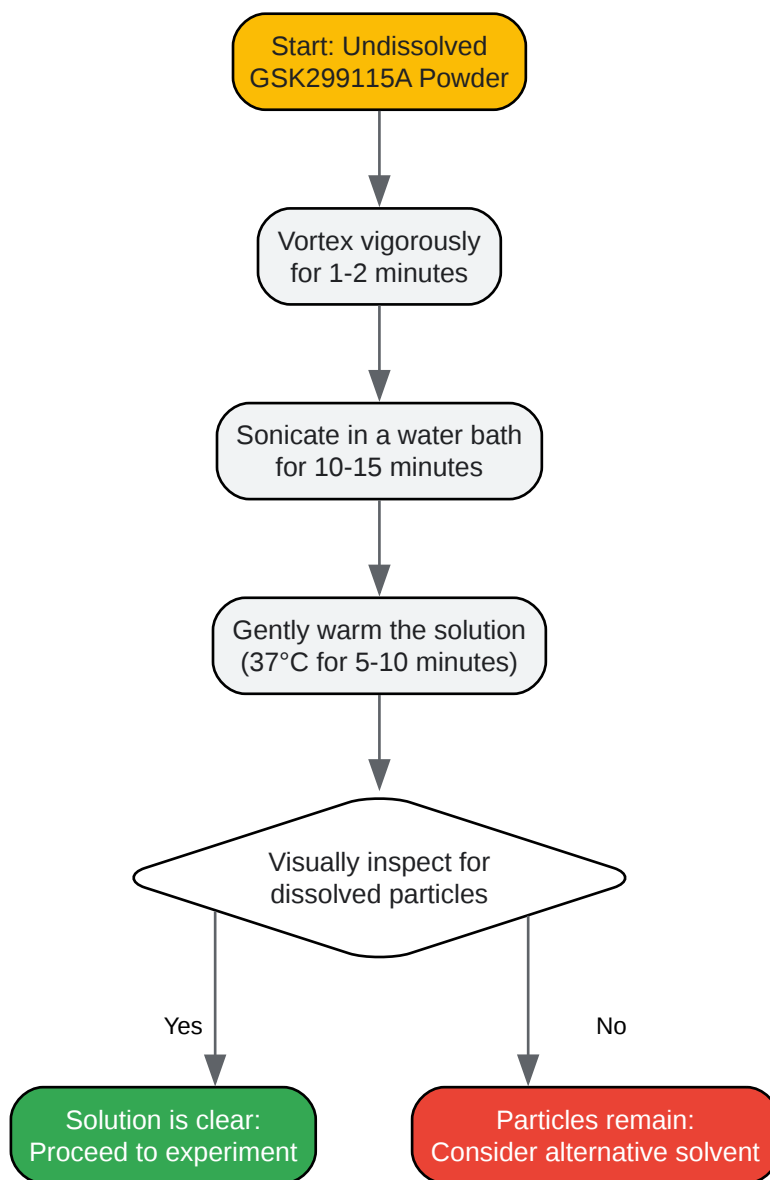 Start: Undissolved
GSK299115A Powder
Vortex vigorously
for 1-2 minutes
Sonicate in a water bath
for 10-15 minutes
Gently warm the solution
(37°C for 5-10 minutes)
Visually inspect for
dissolved particles
Yes
No
Solution is clear:
Proceed to experiment
Particles remain:
Consider alternative solvent